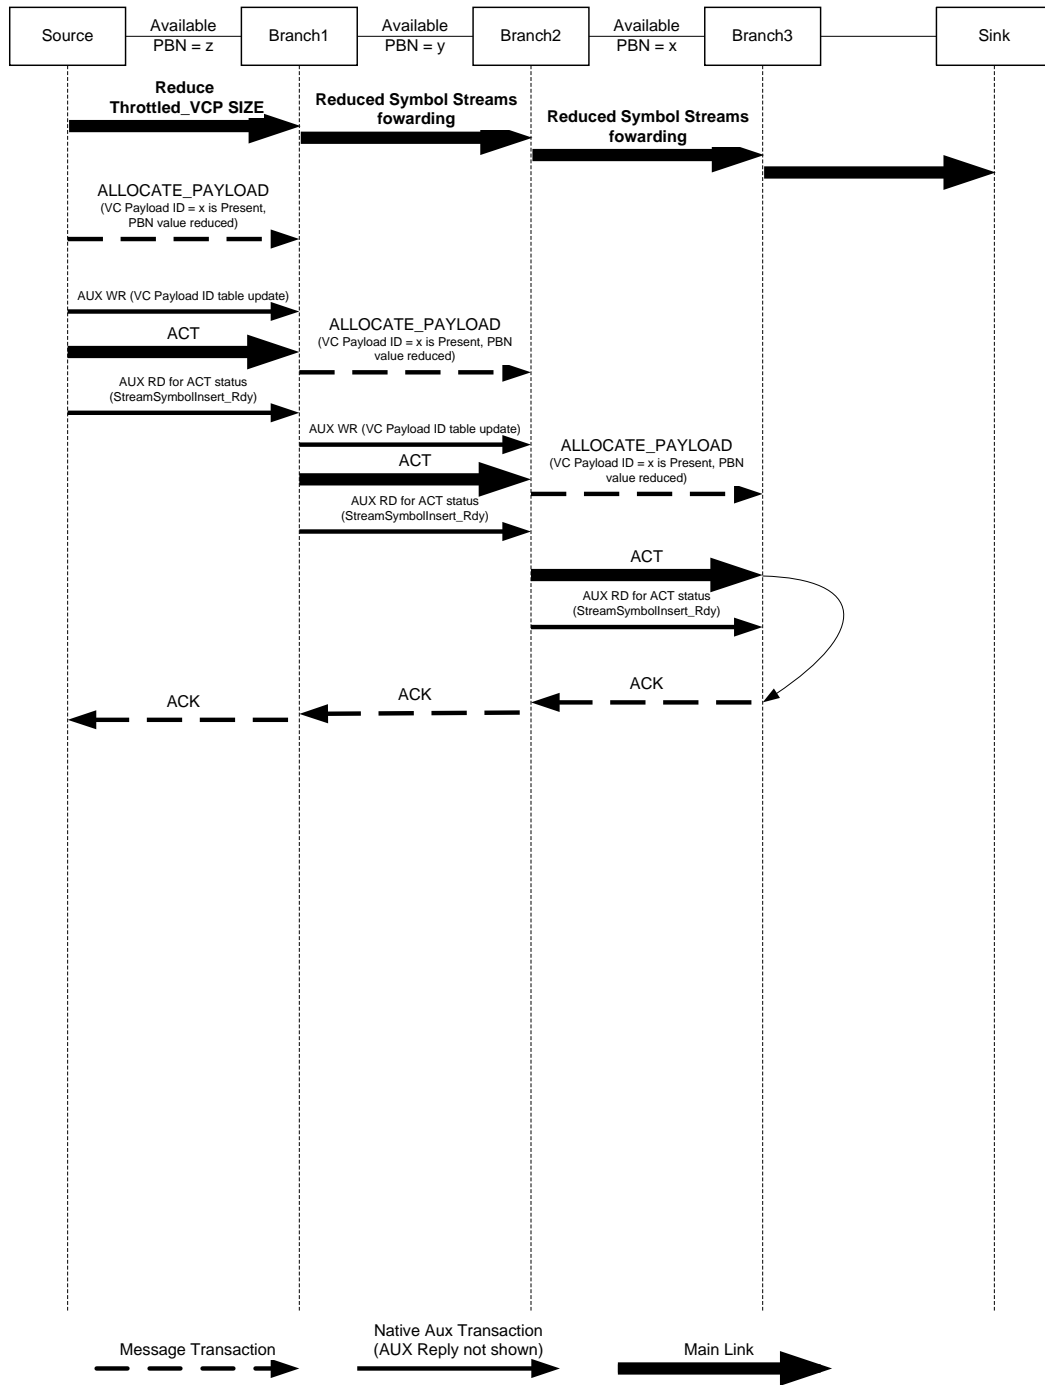 Source
Available
PBN = z
Branch1
Available
PBN = y
Branch2
Available
PBN = x
Branch3
Sink
Reduce
Throttled_VCP SIZE
Reduced Symbol Streams
fowarding
Reduced Symbol Streams
fowarding
ALLOCATE_PAYLOAD
(VC Payload ID = x is Present,
PBN value reduced)
AUX WR (VC Payload ID table update)
ACT
ALLOCATE_PAYLOAD
(VC Payload ID = x is Present, PBN
value reduced)
AUX RD for ACT status
(StreamSymbolInsert_Rdy)
AUX WR (VC Payload ID table update)
ACT
ALLOCATE_PAYLOAD
(VC Payload ID = x is Present, PBN
value reduced)
AUX RD for ACT status
(StreamSymbolInsert_Rdy)
ACT
AUX RD for ACT status
(StreamSymbolInsert_Rdy)
ACK
ACK
ACK
Message Transaction
Native Aux Transaction
(AUX Reply not shown)
Main Link